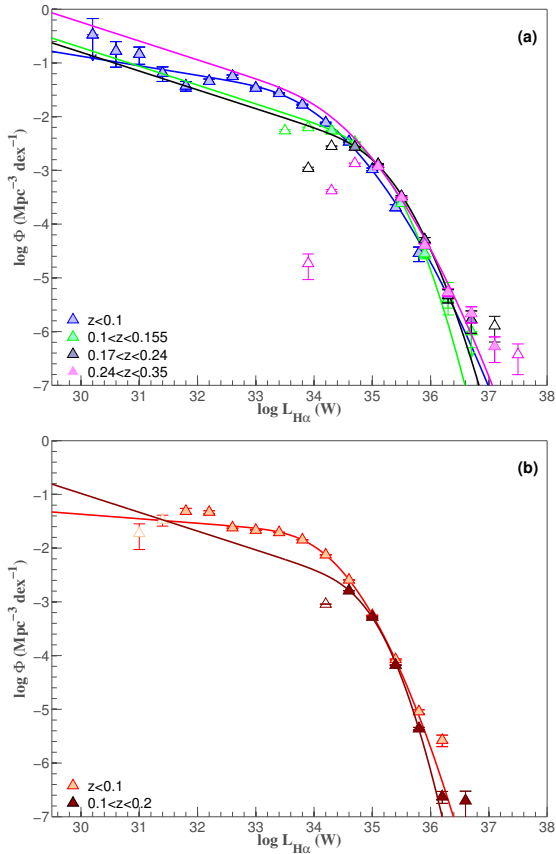 (a)
0
−1
−2
−3
−4
−5
−6
−7
log Φ (Mpc⁻³ dex⁻¹)
z<0.1
0.1<z<0.155
0.17<z<0.24
0.24<z<0.35
30 31 32 33 34 35 36 37 38
log L_Hα (W)
(b)
0
−1
−2
−3
−4
−5
−6
−7
log Φ (Mpc⁻³ dex⁻¹)
z<0.1
0.1<z<0.2
30 31 32 33 34 35 36 37 38
log L_Hα (W)